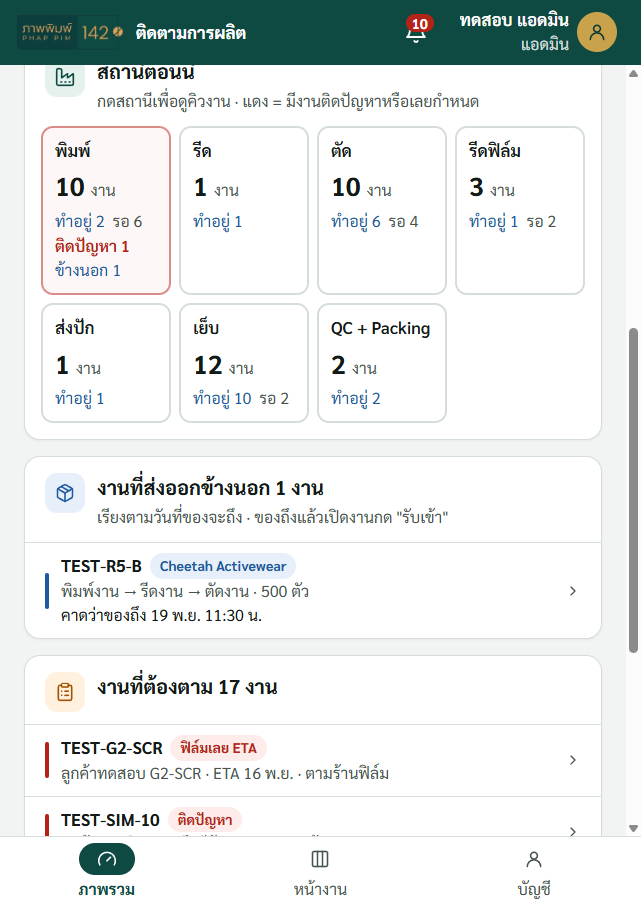 ภาพพิมพ์
PHAP PIM
142
ติดตามการผลิต
10
ทดสอบ แอดมิน
แอดมิน
สถานีตอนนี้
กดสถานีเพื่อดูคิวงาน · แดง = มีงานติดปัญหาหรือเลยกำหนด
พิมพ์
10 งาน
ทำอยู่ 2 รอ 6
ติดปัญหา 1
ข้างนอก 1
รีด
1 งาน
ทำอยู่ 1
ตัด
10 งาน
ทำอยู่ 6 รอ 4
รีดฟิล์ม
3 งาน
ทำอยู่ 1 รอ 2
ส่งปัก
1 งาน
ทำอยู่ 1
เย็บ
12 งาน
ทำอยู่ 10 รอ 2
QC + Packing
2 งาน
ทำอยู่ 2
งานที่ส่งออกข้างนอก 1 งาน
เรียงตามวันที่ของจะถึง · ของถึงแล้วเปิดงานกด "รับเข้า"
TEST-R5-B Cheetah Activewear
พิมพ์งาน → รีดงาน → ตัดงาน · 500 ตัว
คาดว่าของถึง 19 พ.ย. 11:30 น.
งานที่ต้องตาม 17 งาน
TEST-G2-SCR ฟิล์มเลย ETA
ลูกค้าทดสอบ G2-SCR · ETA 16 พ.ย. · ตามร้านฟิล์ม
TEST-SIM-10 ติดปัญหา
ภาพรวม
หน้างาน
บัญชี